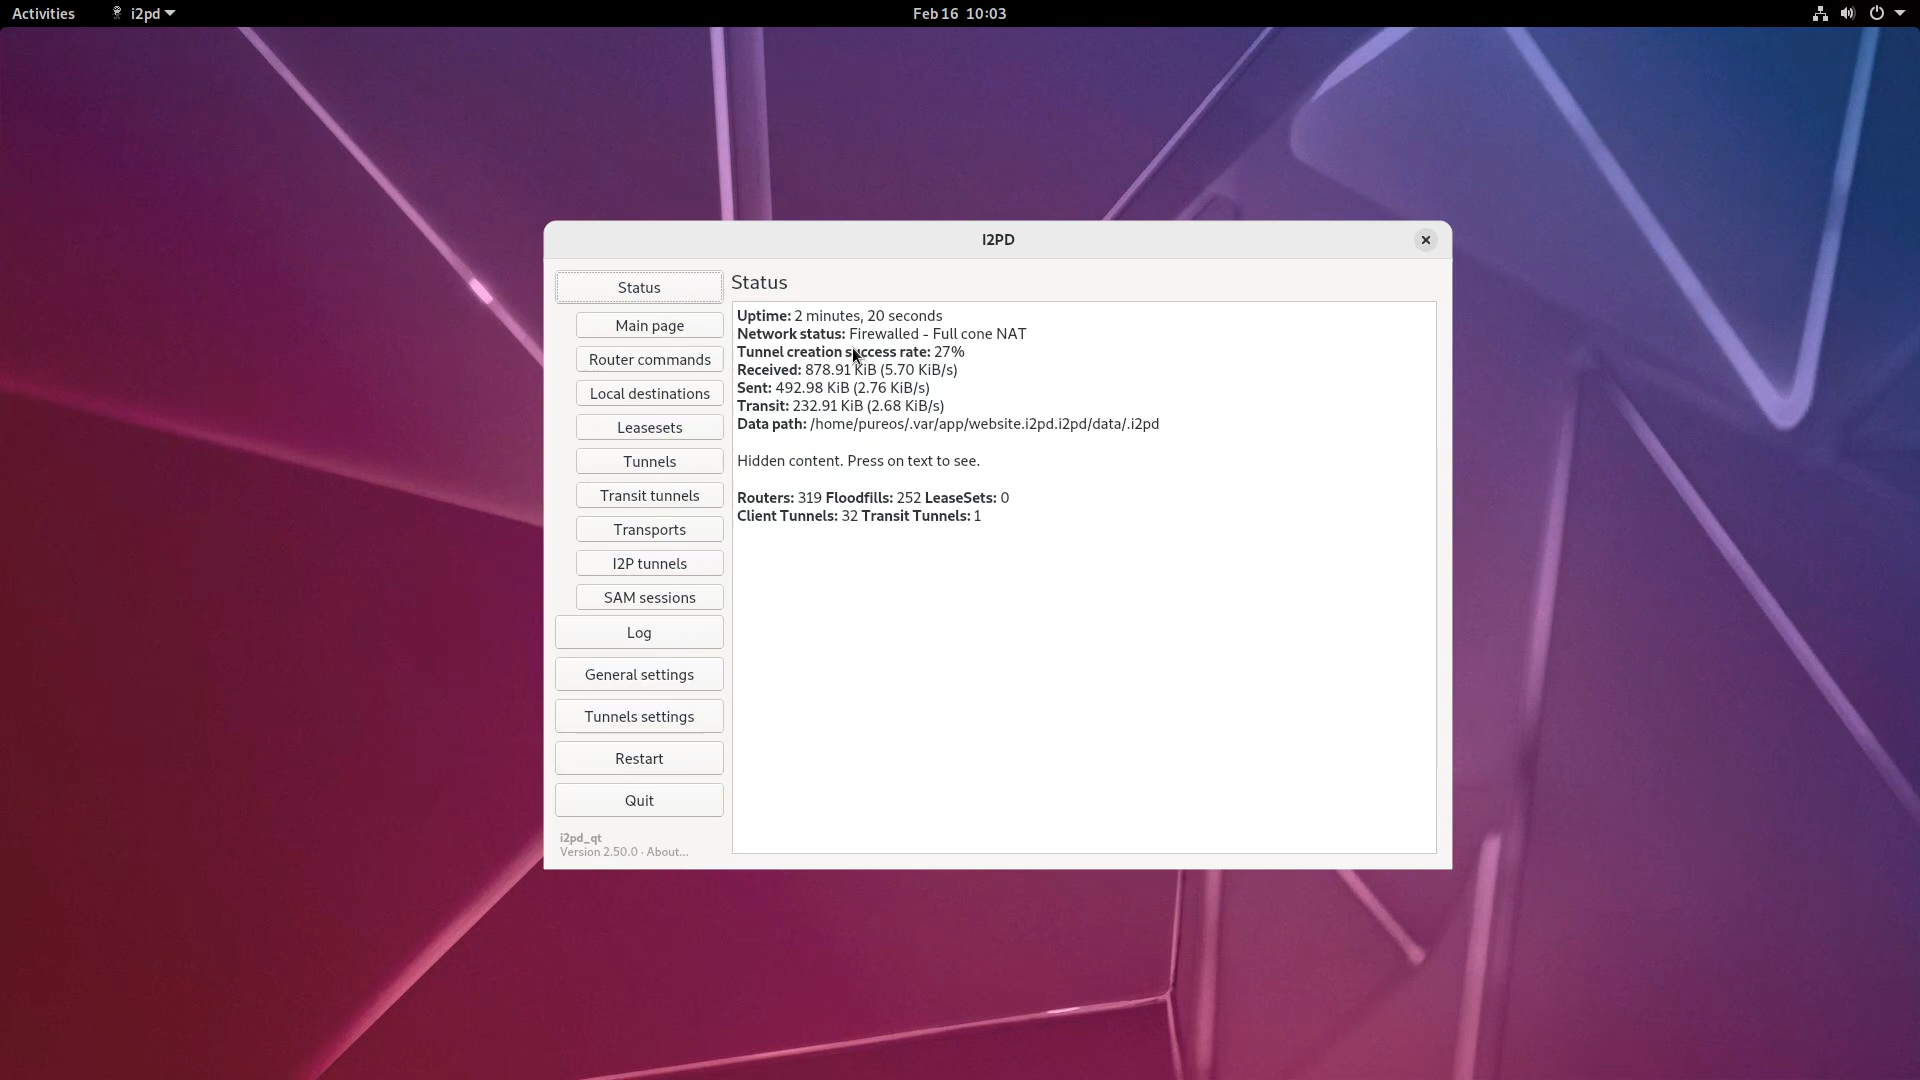 Activities
i2pd
Feb 16 10:03
I2PD
Status
Main page
Router commands
Local destinations
Leasesets
Tunnels
Transit tunnels
Transports
I2P tunnels
SAM sessions
Log
General settings
Tunnels settings
Restart
Quit
i2pd_qt
Version 2.50.0 · About...
Status
Uptime: 2 minutes, 20 seconds
Network status: Firewalled - Full cone NAT
Tunnel creation success rate: 27%
Received: 878.91 KiB (5.70 KiB/s)
Sent: 492.98 KiB (2.76 KiB/s)
Transit: 232.91 KiB (2.68 KiB/s)
Data path: /home/pureos/.var/app/website.i2pd.i2pd/data/.i2pd
Hidden content. Press on text to see.
Routers: 319 Floodfills: 252 LeaseSets: 0
Client Tunnels: 32 Transit Tunnels: 1